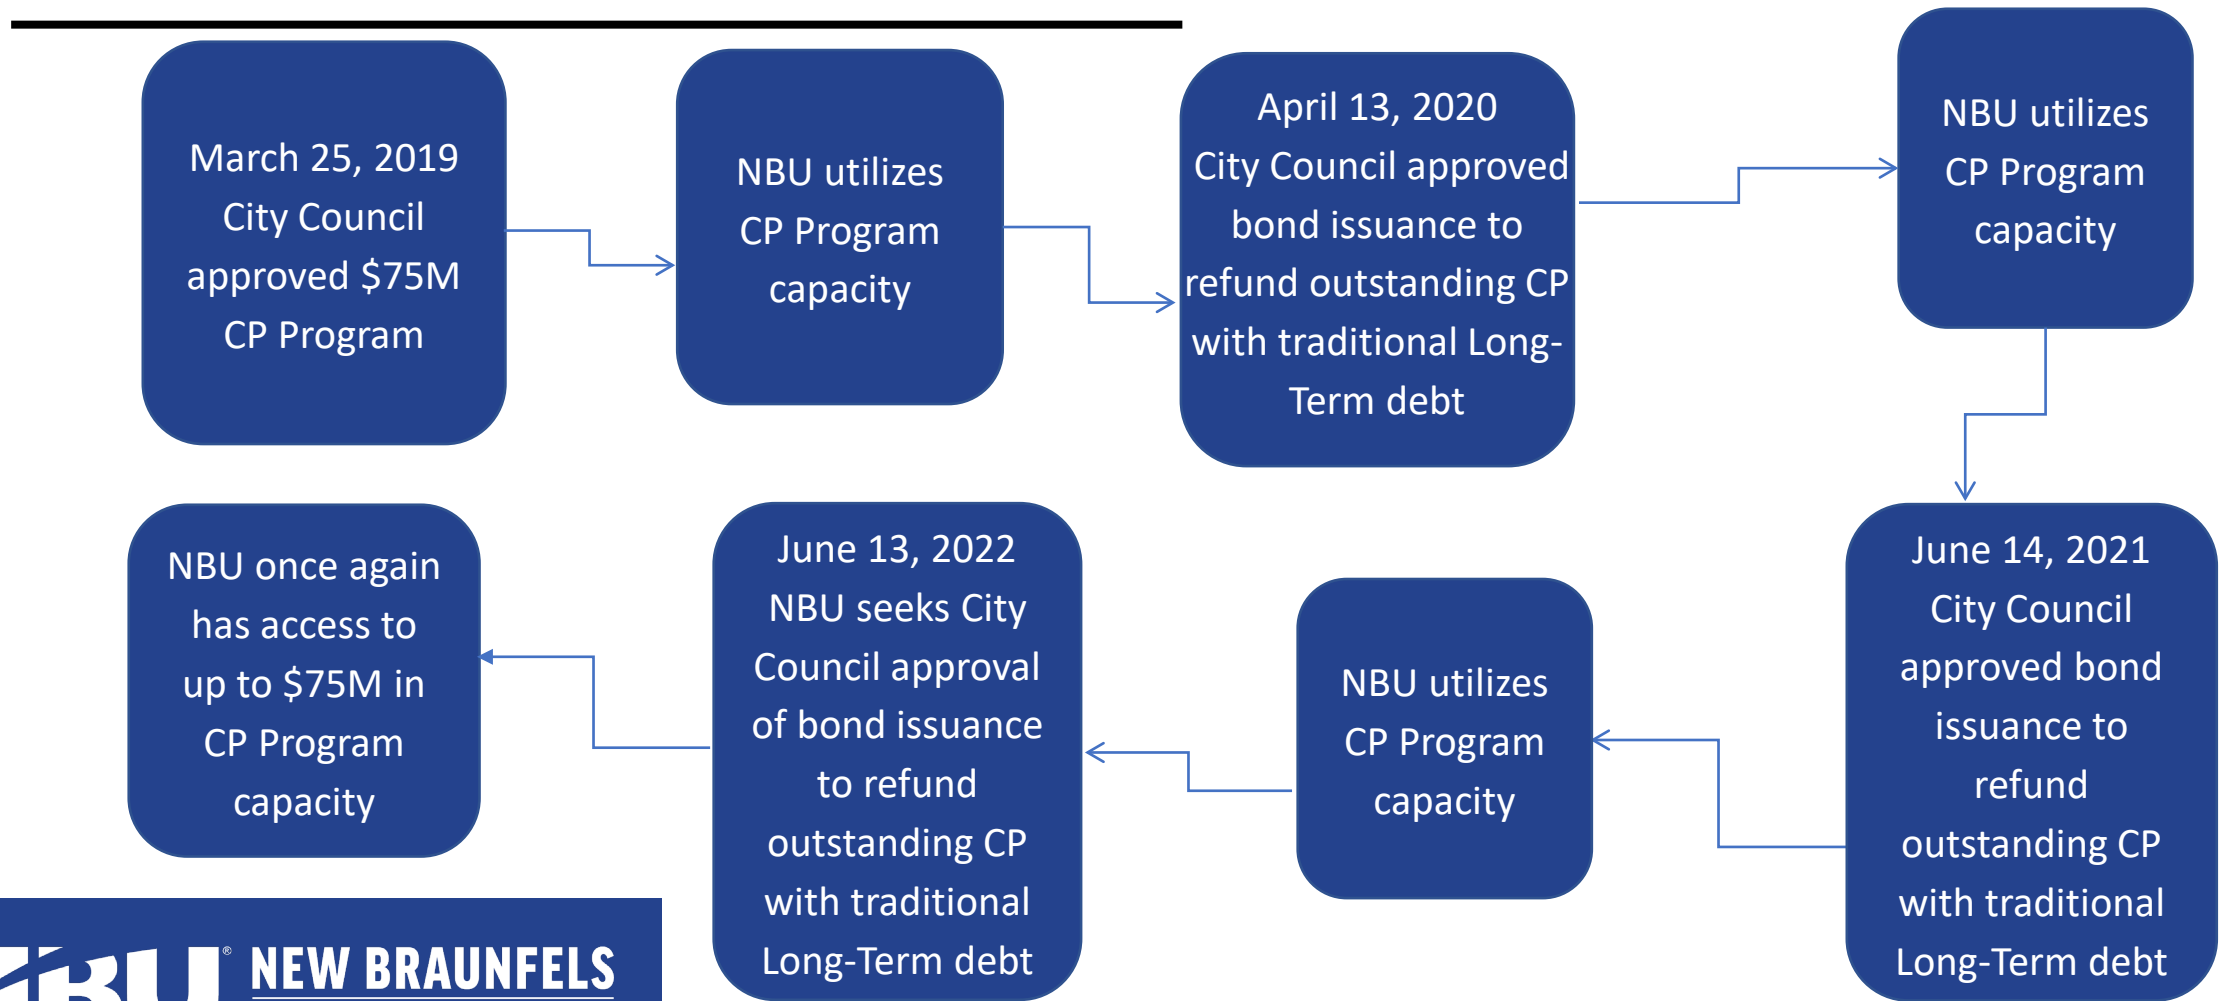 March 25, 2019
City Council
approved $75M
CP Program
NBU utilizes
CP Program
capacity
April 13, 2020
City Council approved
bond issuance to
refund outstanding CP
with traditional Long-
Term debt
NBU utilizes
CP Program
capacity
June 14, 2021
City Council
approved bond
issuance to
refund
outstanding CP
with traditional
Long-Term debt
NBU utilizes
CP Program
capacity
June 13, 2022
NBU seeks City
Council approval
of bond issuance
to refund
outstanding CP
with traditional
Long-Term debt
NBU once again
has access to
up to $75M in
CP Program
capacity
NBU® NEW BRAUNFELS